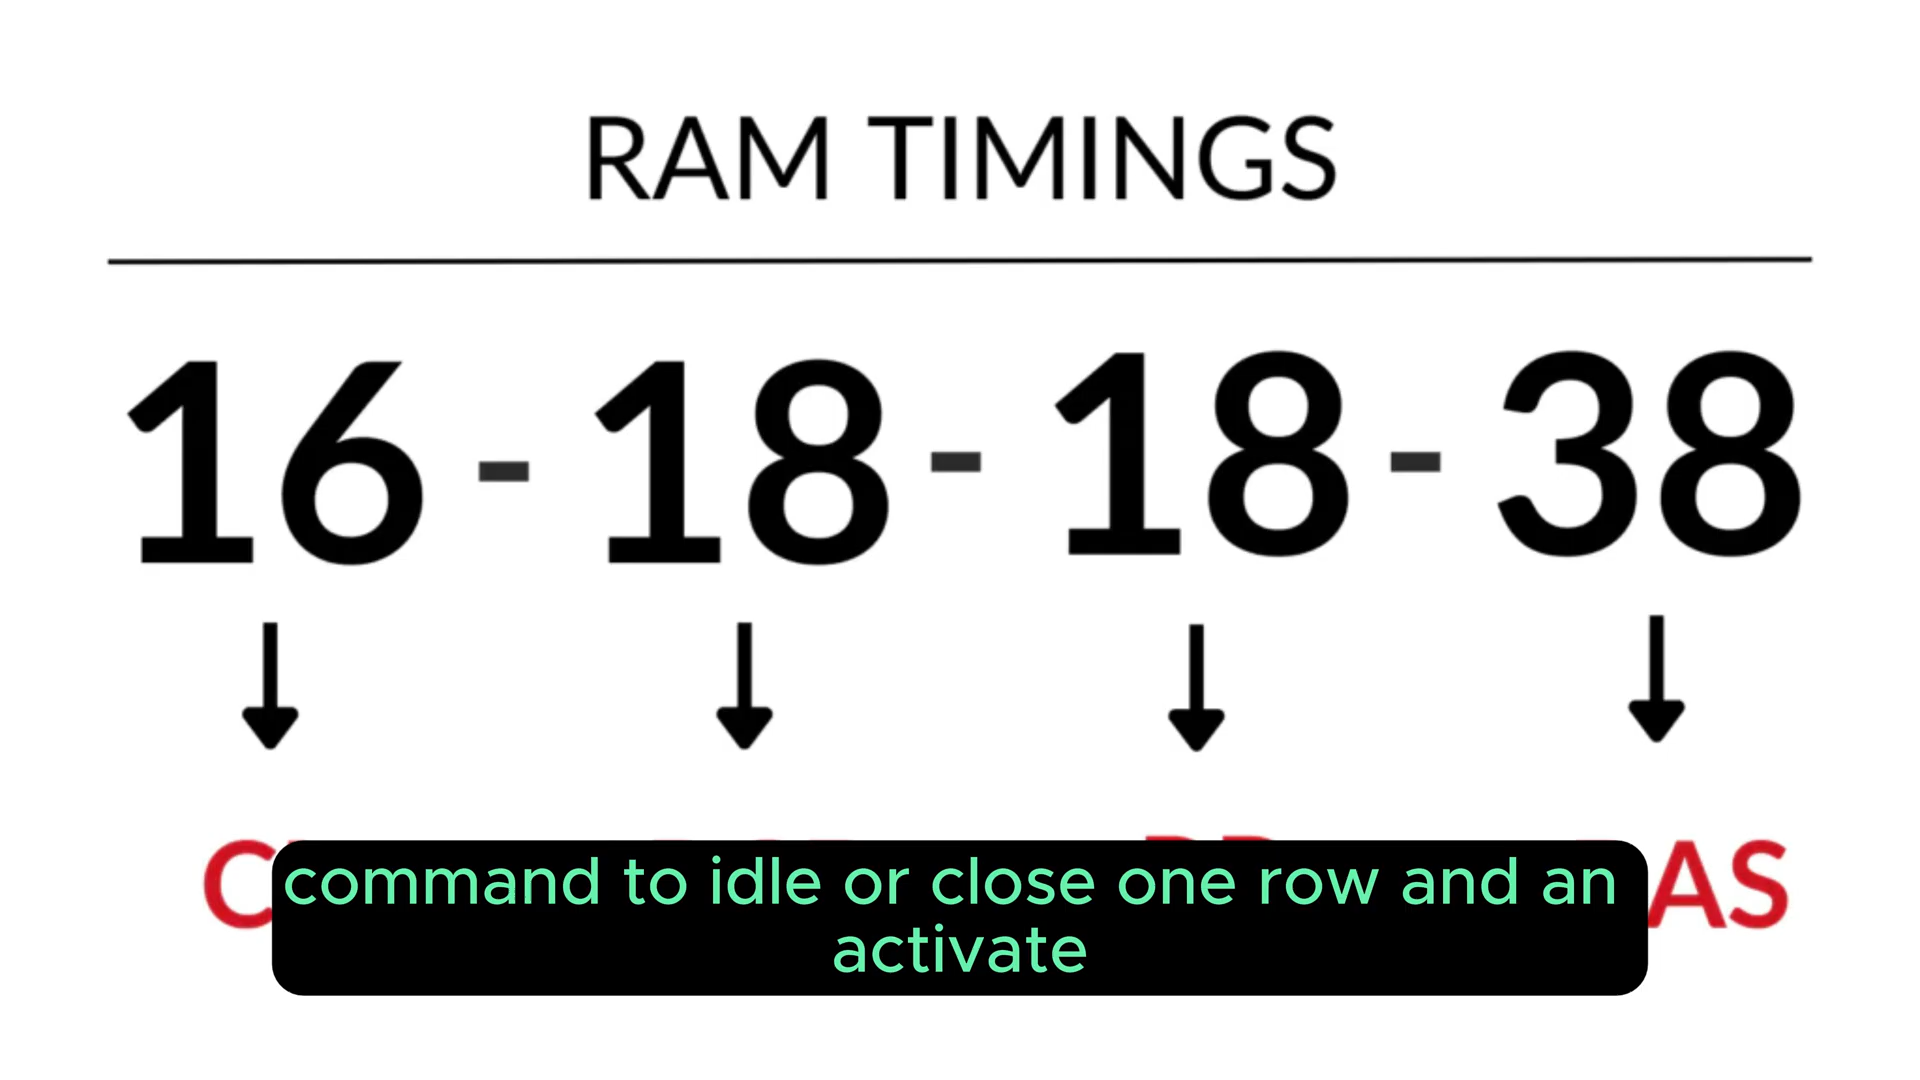 RAM TIMINGS
16 - 18 - 18 - 38
command to idle or close one row and an
activate